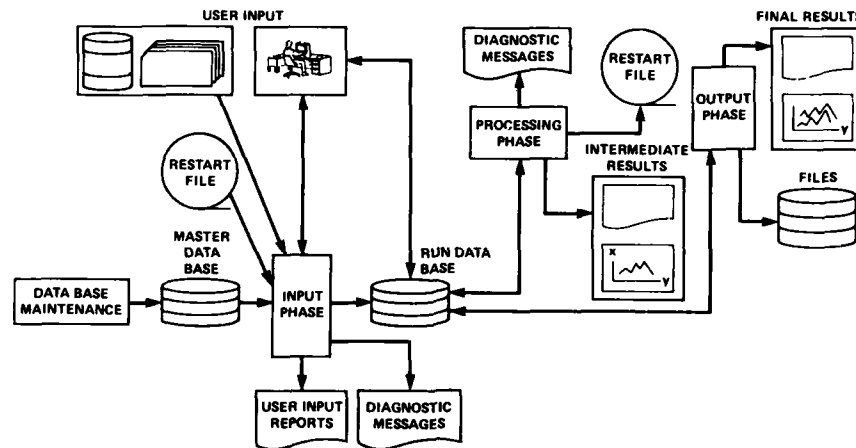 USER INPUT
FINAL RESULTS
DIAGNOSTIC
MESSAGES
RESTART
FILE
OUTPUT
PHASE
Y
PROCESSING
PHASE
INTERMEDIATE
RESULTS
RESTART
FILE
FILES
MASTER
DATA
BASE
RUN DATA
BASE
X
Y
DATA BASE
MAINTENANCE
INPUT
PHASE
USER INPUT
REPORTS
DIAGNOSTIC
MESSAGES